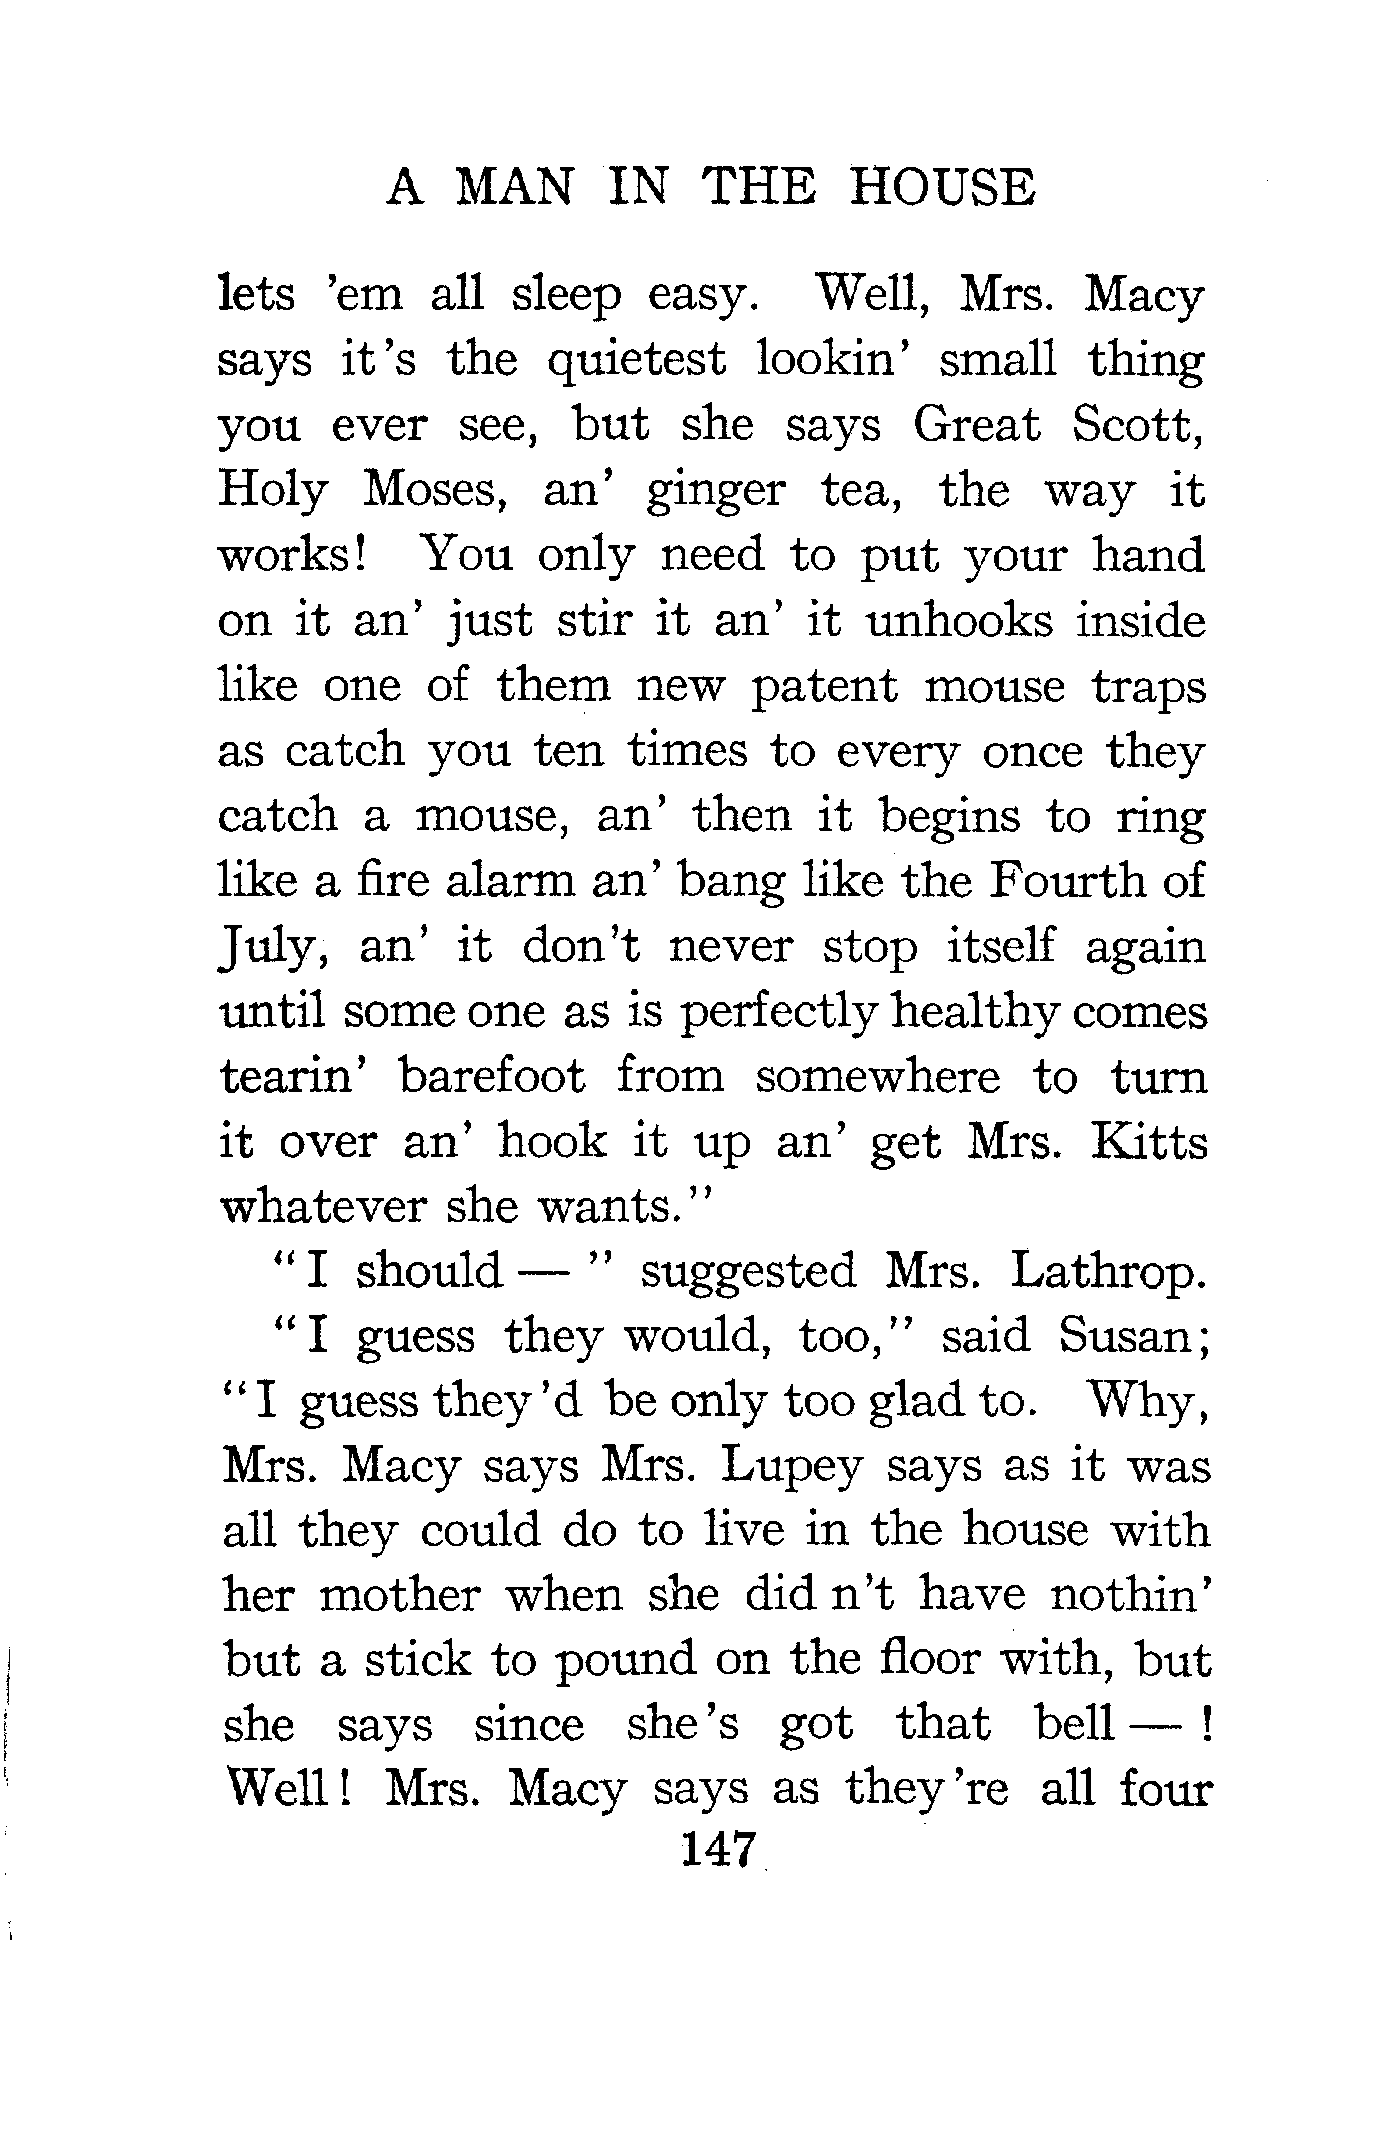 A MAN IN THE HOUSE
lets 'em all sleep easy. Well, Mrs. Macy
says it's the quietest lookin' small thing
you ever see, but she says Great Scott,
Holy Moses, an' ginger tea, the way it
works! You only need to put your hand
on it an' just stir it an' it unhooks inside
like one of them new patent mouse traps
as catch you ten times to every once they
catch a mouse, an' then it begins to ring
like a fire alarm an' bang like the Fourth of
July, an' it don't never stop itself again
until some one as is perfectly healthy comes
tearin' barefoot from somewhere to turn
it over an' hook it up an' get Mrs. Kitts
whatever she wants."
"I should — " suggested Mrs. Lathrop.
"I guess they would, too," said Susan;
"I guess they'd be only too glad to. Why,
Mrs. Macy says Mrs. Lupey says as it was
all they could do to live in the house with
her mother when she did n't have nothin'
but a stick to pound on the floor with, but
she says since she's got that bell — !
Well! Mrs. Macy says as they're all four
147